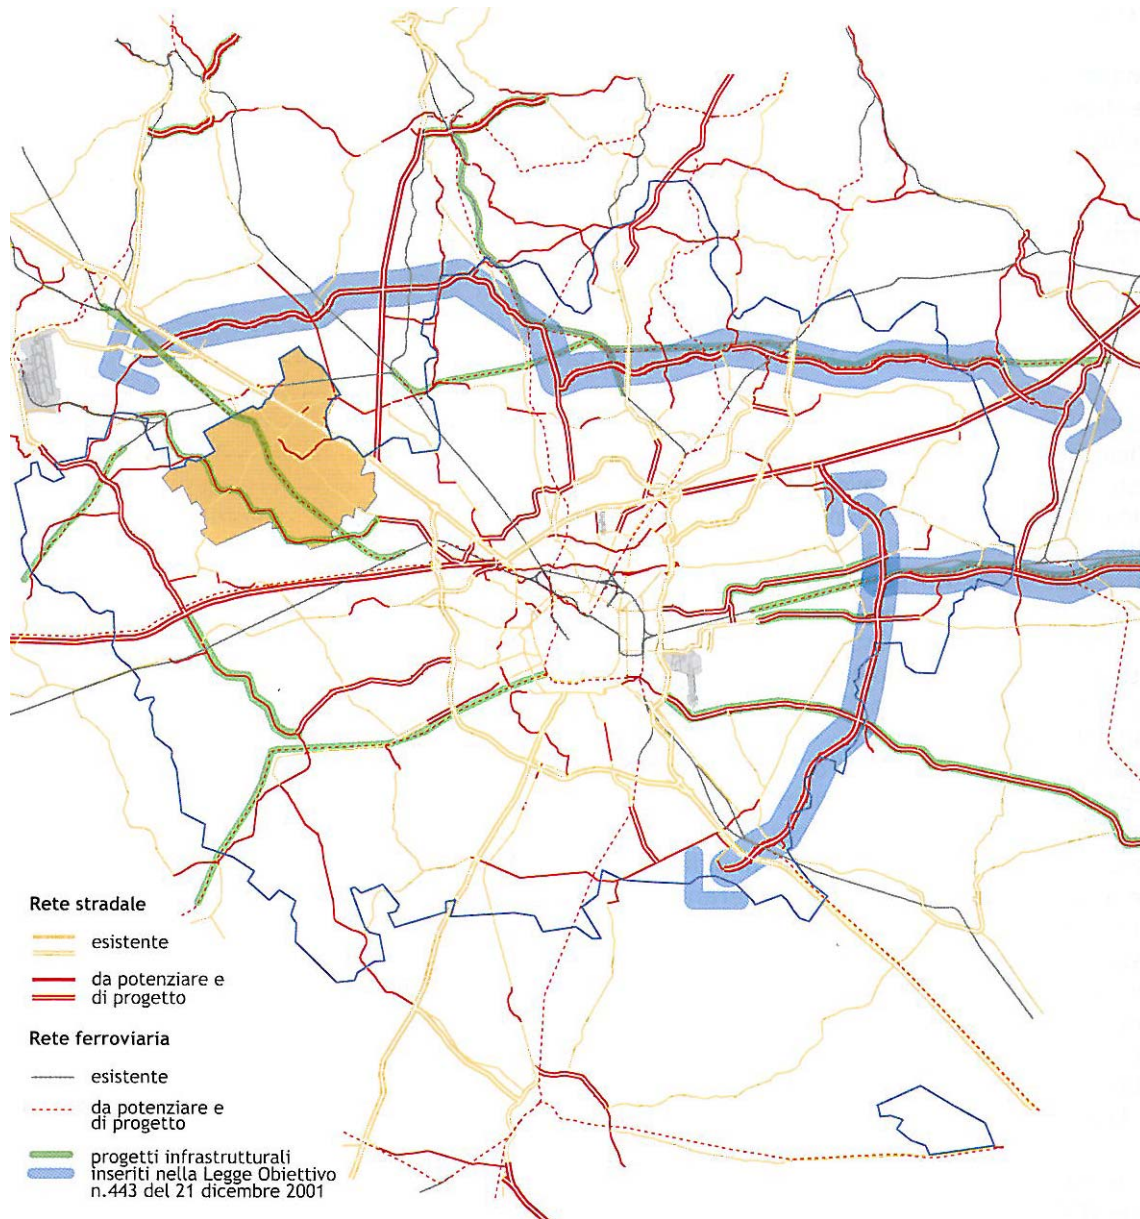 Rete stradale
esistente
da potenziare e
di progetto
Rete ferroviaria
esistente
da potenziare e
di progetto
progetti infrastrutturali
inseriti nella Legge Obiettivo
n.443 del 21 dicembre 2001